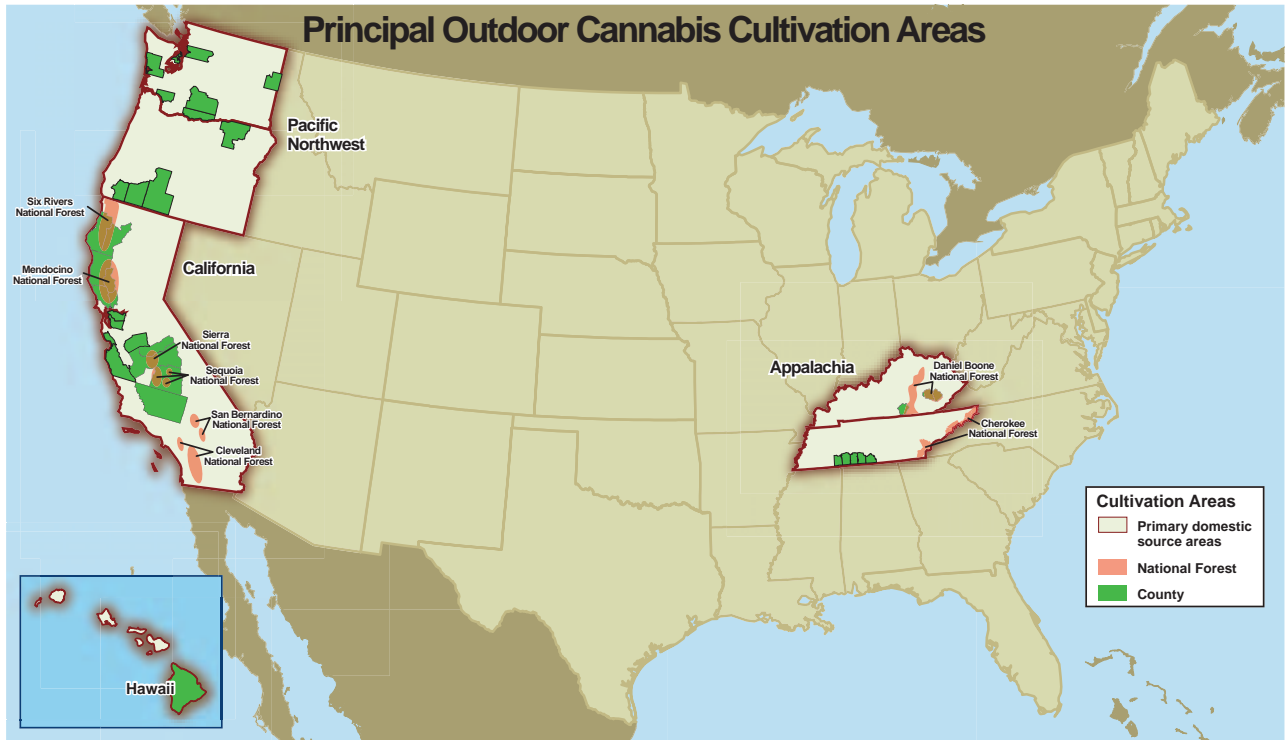 Principal Outdoor Cannabis Cultivation Areas
Pacific
Northwest
Six Rivers
National Forest
Mendocino
National Forest
California
Sierra
National Forest
Sequoia
National Forest
San Bernardino
National Forest
Cleveland
National Forest
Appalachia
Daniel Boone
National Forest
Cherokee
National Forest
Cultivation Areas
Primary domestic
source areas
National Forest
County
Hawaii